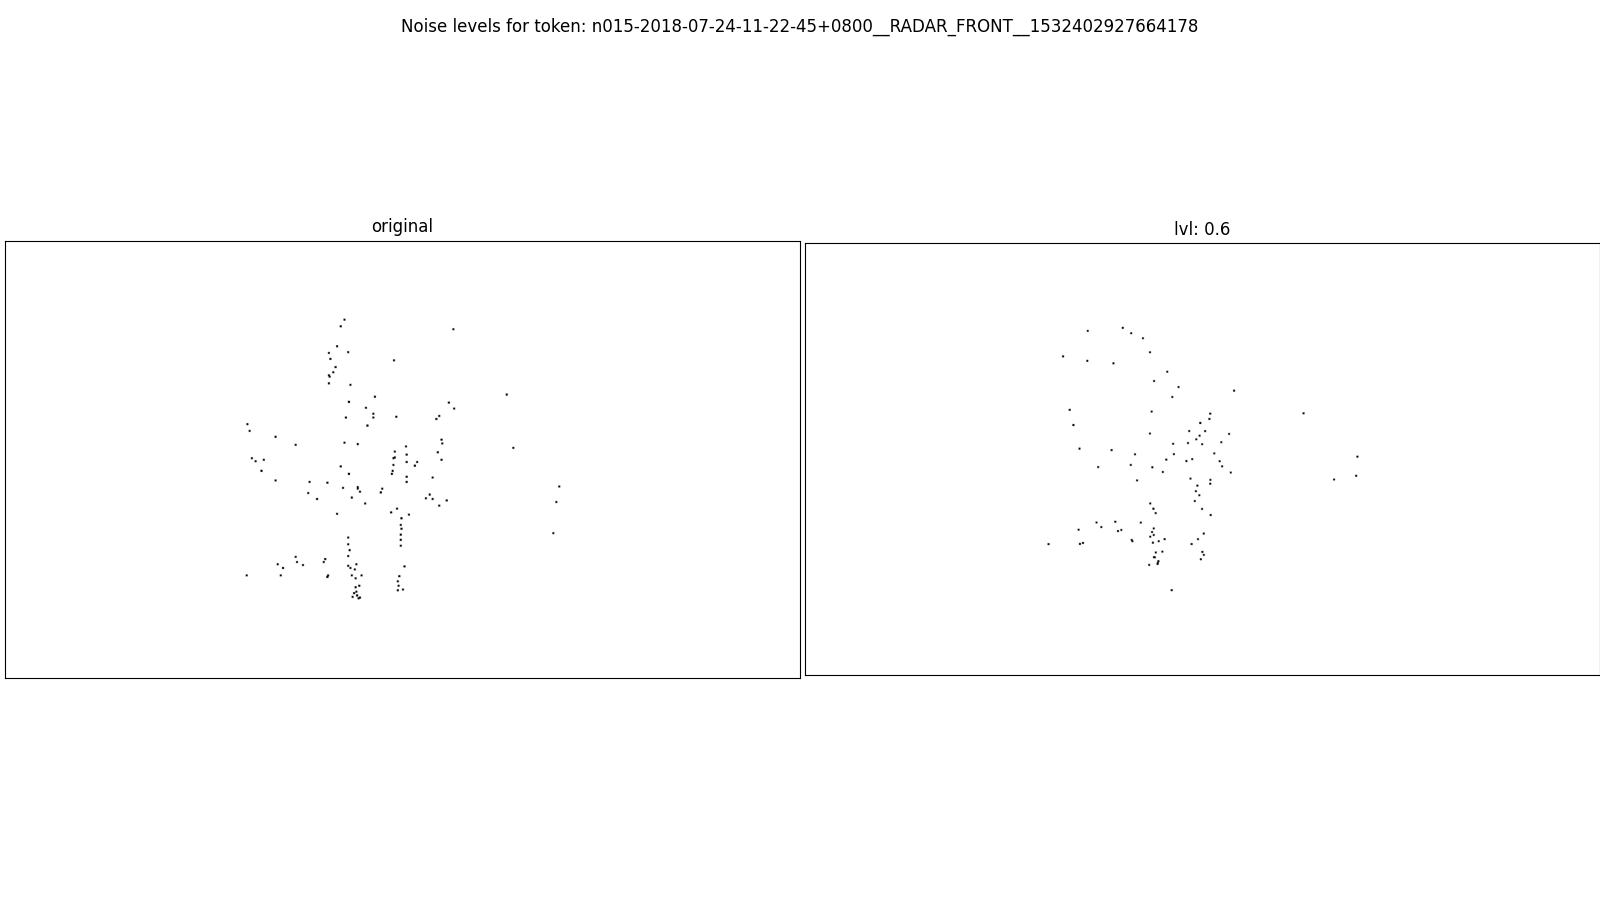 Noise levels for token: n015-2018-07-24-11-22-45+0800__RADAR_FRONT__1532402927664178
original
lvl: 0.6